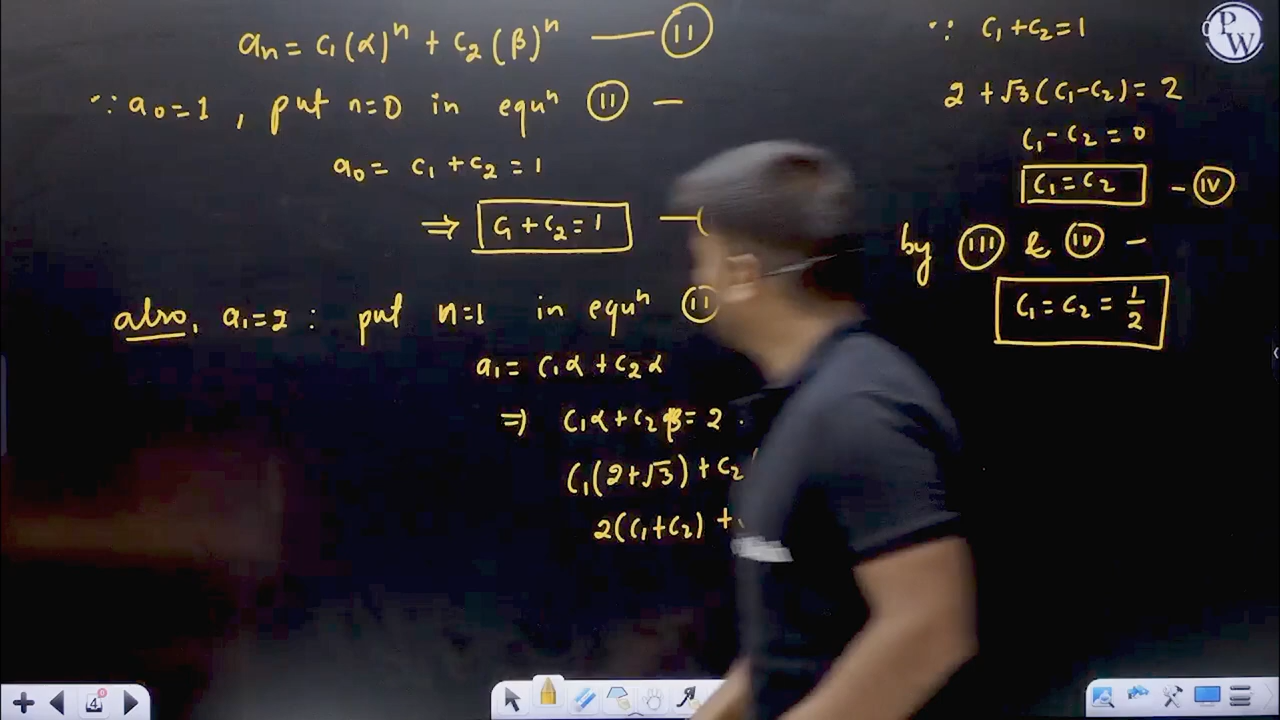 aₙ = c₁(α)ⁿ + c₂(β)ⁿ — II
∵ a₀ = 1, put n=0 in equⁿ II —
a₀ = c₁ + c₂ = 1
⇒ c₁ + c₂ = 1 — (
also, a₁=2 : put n=1 in equⁿ II
a₁ = c₁α + c₂α
⇒ c₁α + c₂β = 2 .
c₁(2+√3) + c₂(
2(c₁+c₂) +
∵ c₁+c₂=1
2 + √3(c₁-c₂) = 2
c₁-c₂ = 0
c₁=c₂ - IV
by III & IV -
c₁ = c₂ = 1/2
PW
4